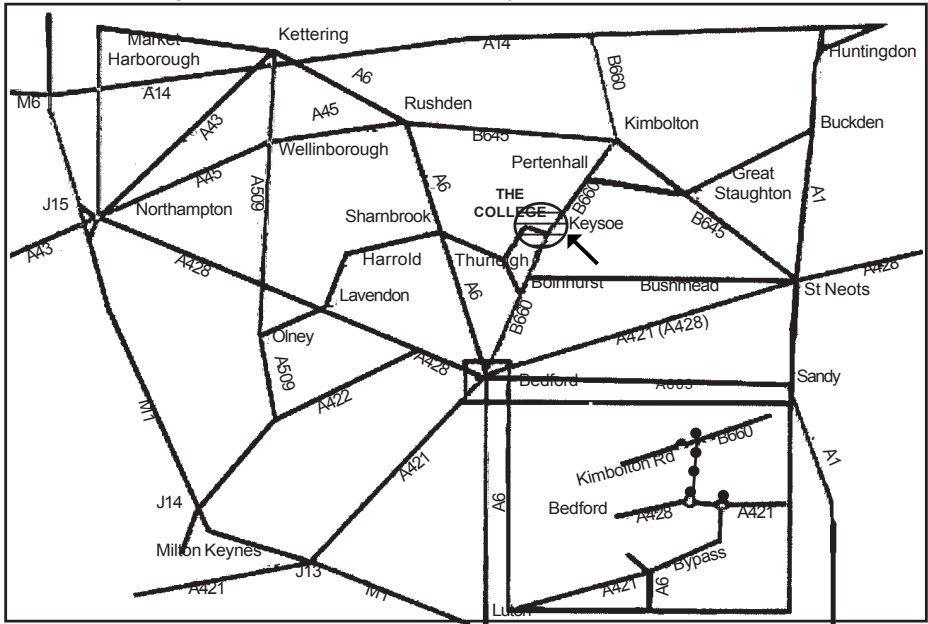 Kettering
Market
Harborough
A14
Huntingdon
A6
B660
M6
A14
A45
Rushden
A1
A43
B645
Kimbolton
Buckden
Wellinborough
Pertenhall
A45
A509
A6
THE
COLLEGE
B660
Great
Staughton
J15
Northampton
Sharnbrook
Keysoe
B645
A1
A43
A428
Harrold
Thurleigh
A428
Lavendon
A6
Bolnhurst
Bushmead
St Neots
B660
A421 (A428)
Olney
A428
A509
Bedford
Sandy
A422
M1
B660
Kimbolton Rd
A1
A421
A6
J14
Bedford
A428
A421
Milton Keynes
Bypass
J13
A421
A6
A421
M1
Luton